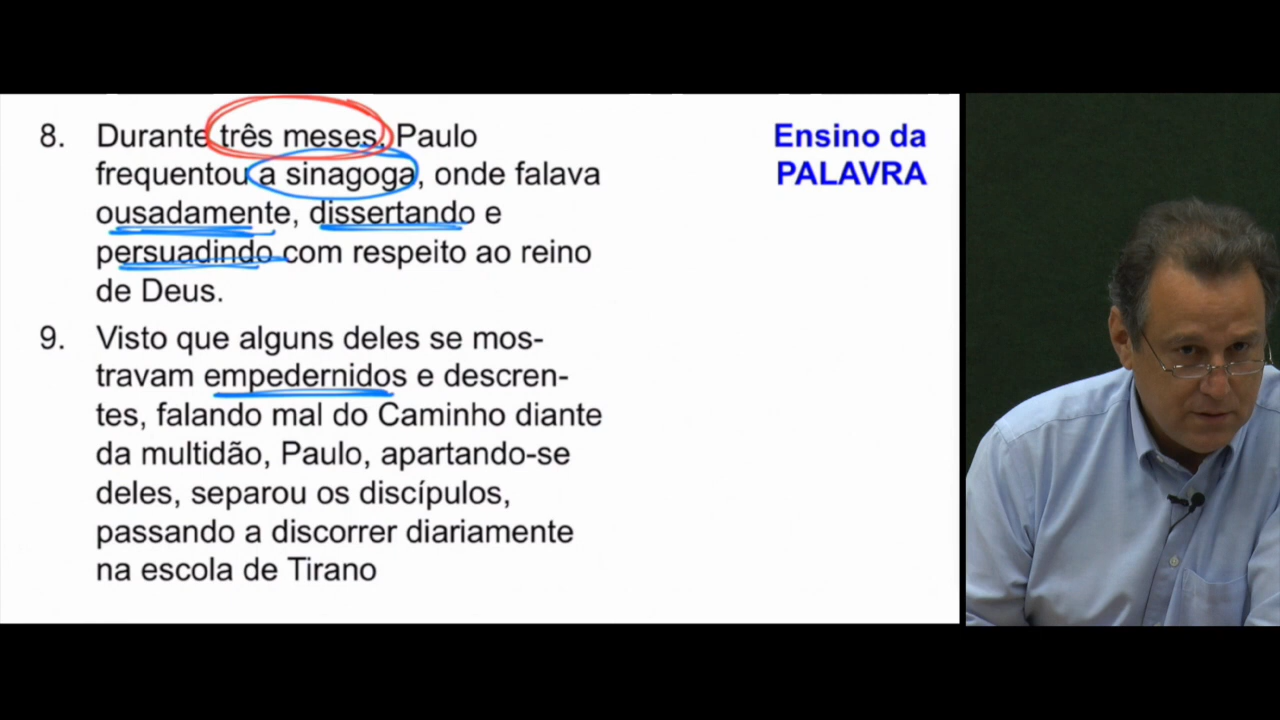 8. Durante três meses, Paulo
frequentou a sinagoga, onde falava
ousadamente, dissertando e
persuadindo com respeito ao reino
de Deus.
9. Visto que alguns deles se mos-
travam empedernidos e descren-
tes, falando mal do Caminho diante
da multidão, Paulo, apartando-se
deles, separou os discípulos,
passando a discorrer diariamente
na escola de Tirano
Ensino da
PALAVRA